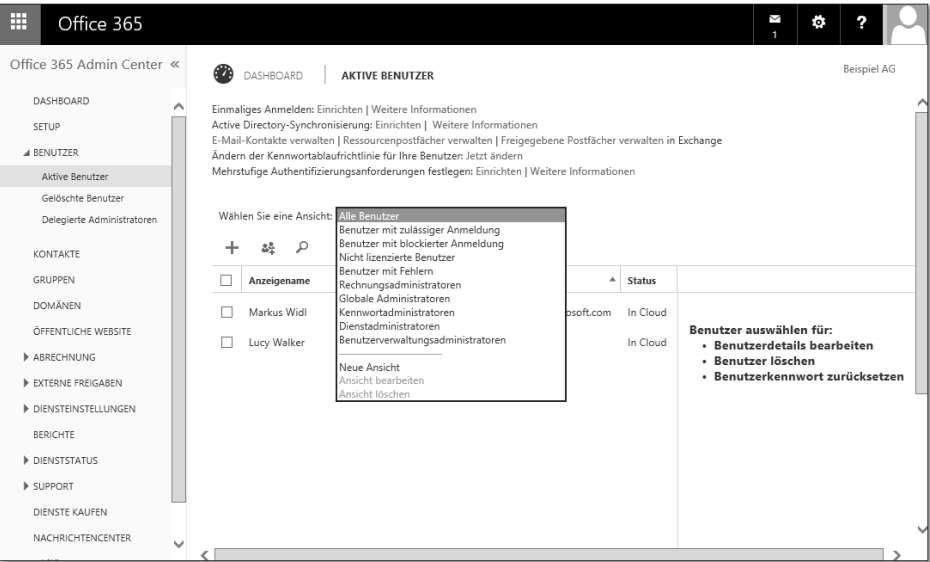 Office 365
1
?
Office 365 Admin Center «
DASHBOARD
SETUP
BENUTZER
Aktive Benutzer
Gelöschte Benutzer
Delegierte Administratoren
KONTAKTE
GRUPPEN
DOMÄNEN
ÖFFENTLICHE WEBSITE
ABRECHNUNG
EXTERNE FREIGABEN
DIENSTEINSTELLUNGEN
BERICHTE
DIENSTSTATUS
SUPPORT
DIENSTE KAUFEN
NACHRICHTENCENTER
DASHBOARD | AKTIVE BENUTZER
Beispiel AG
Einmaliges Anmelden: Einrichten | Weitere Informationen
Active Directory-Synchronisierung: Einrichten | Weitere Informationen
E-Mail-Kontakte verwalten | Ressourcenpostfächer verwalten | Freigegebene Postfächer verwalten in Exchange
Ändern der Kennwortablaufrichtlinie für Ihre Benutzer: Jetzt ändern
Mehrstufige Authentifizierungsanforderungen festlegen: Einrichten | Weitere Informationen
Wählen Sie eine Ansicht: Alle Benutzer
Benutzer mit zulässiger Anmeldung
Benutzer mit blockierter Anmeldung
Nicht lizenzierte Benutzer
Benutzer mit Fehlern
Rechnungsadministratoren
Globale Administratoren
Kennwortadministratoren
Dienstadministratoren
Benutzerverwaltungsadministratoren
Neue Ansicht
Ansicht bearbeiten
Ansicht löschen
Anzeigename Status
Markus Widl osoft.com In Cloud
Lucy Walker In Cloud
Benutzer auswählen für:
• Benutzerdetails bearbeiten
• Benutzer löschen
• Benutzerkennwort zurücksetzen